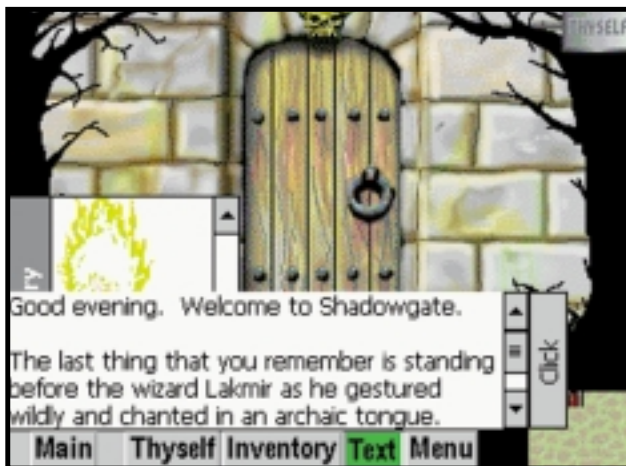 THYSELF
ry
Good evening.  Welcome to Shadowgate.
The last thing that you remember is standing
before the wizard Lakmir as he gestured
wildly and chanted in an archaic tongue.
Click
Main Thyself Inventory Text Menu